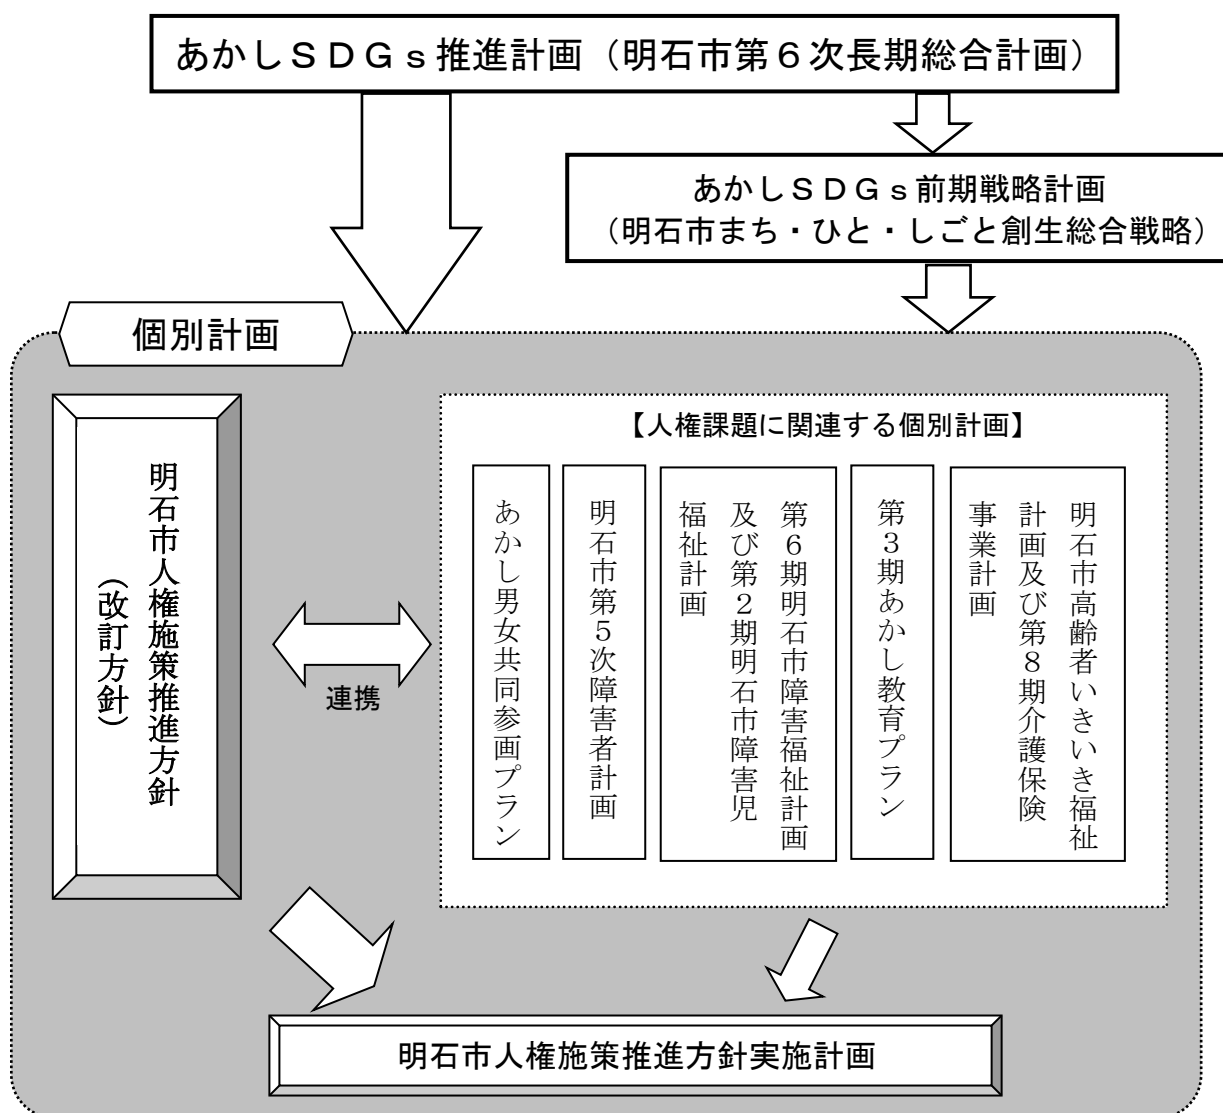 あかしＳＤＧｓ推進計画（明石市第６次長期総合計画）
あかしＳＤＧｓ前期戦略計画
（明石市まち・ひと・しごと創生総合戦略）
個別計画
明石市人権施策推進方針
（改訂方針）
連携
【人権課題に関連する個別計画】
あかし男女共同参画プラン
明石市第５次障害者計画
第６期明石市障害福祉計画
及び第２期明石市障害児
福祉計画
第３期あかし教育プラン
明石市高齢者いきいき福祉
計画及び第８期介護保険
事業計画
明石市人権施策推進方針実施計画